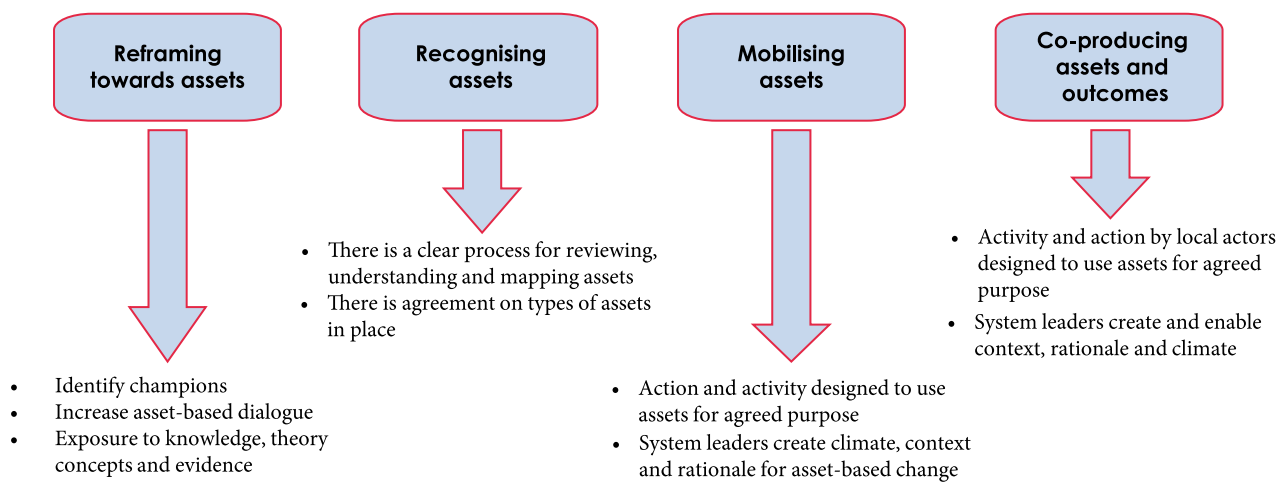 Reframing
towards assets
Recognising
assets
Mobilising
assets
Co-producing
assets and
outcomes
• Identify champions
• Increase asset-based dialogue
• Exposure to knowledge, theory
concepts and evidence
• There is a clear process for reviewing,
understanding and mapping assets
• There is agreement on types of assets
in place
• Action and activity designed to use
assets for agreed purpose
• System leaders create climate, context
and rationale for asset-based change
• Activity and action by local actors
designed to use assets for agreed
purpose
• System leaders create and enable
context, rationale and climate